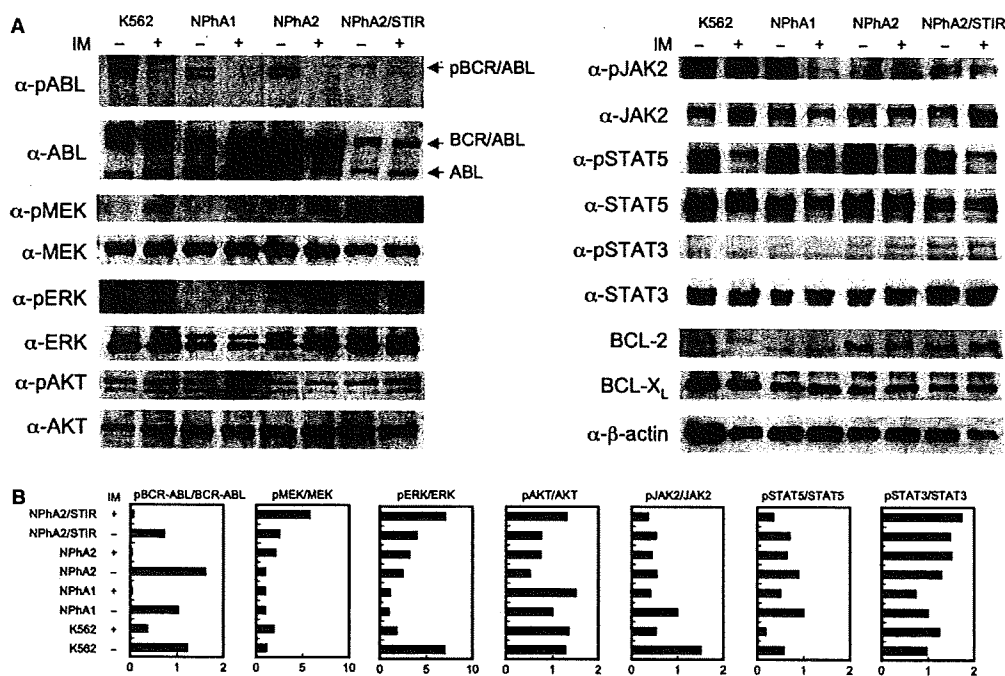 A
K562 NPhA1 NPhA2 NPhA2/STIR
IM − + − + − + − +
α-pABL
pBCR/ABL
α-ABL
BCR/ABL
ABL
α-pMEK
α-MEK
α-pERK
α-ERK
α-pAKT
α-AKT
K562 NPhA1 NPhA2 NPhA2/STIR
IM − + − + − + − +
α-pJAK2
α-JAK2
α-pSTAT5
α-STAT5
α-pSTAT3
α-STAT3
BCL-2
BCL-XL
α-β-actin
B
IM pBCR-ABL/BCR-ABL pMEK/MEK pERK/ERK pAKT/AKT pJAK2/JAK2 pSTAT5/STAT5 pSTAT3/STAT3
NPhA2/STIR +
NPhA2/STIR −
NPhA2 +
NPhA2 −
NPhA1 +
NPhA1 −
K562 +
K562 −
0 1 2 0 5 10 0 5 10 0 1 2 0 1 2 0 1 2 0 1 2